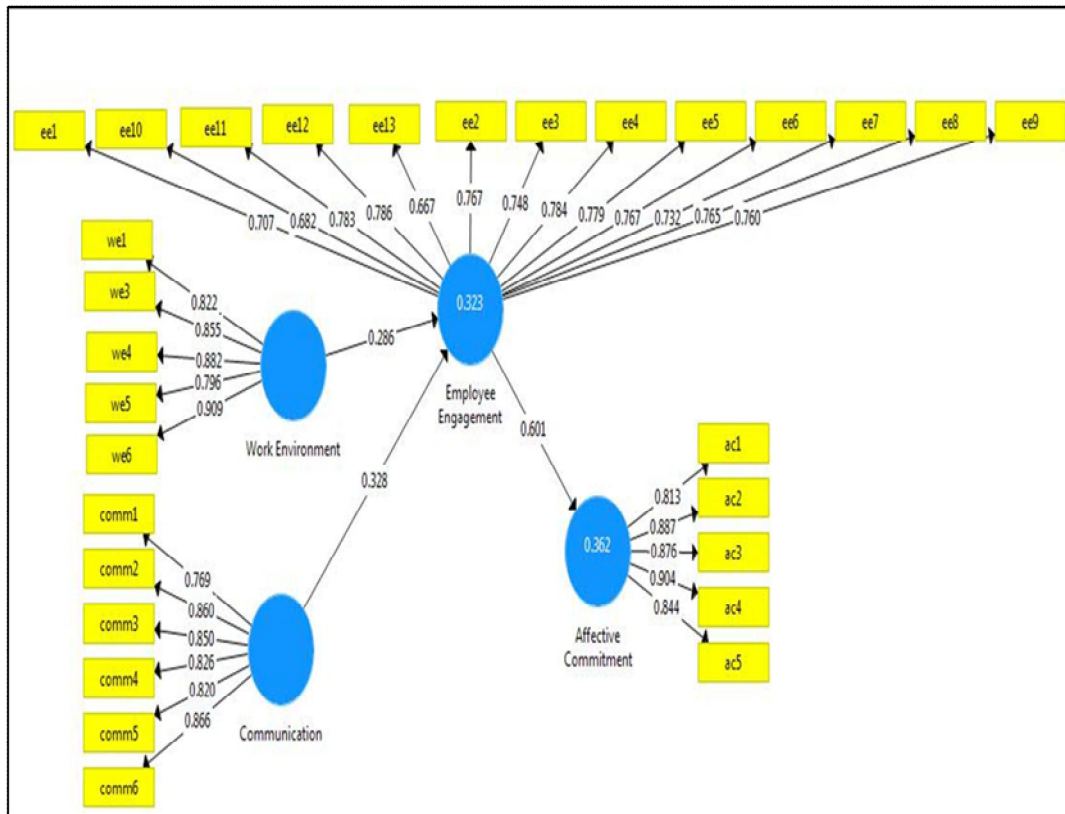 ee1
ee10
ee11
ee12
ee13
ee2
ee3
ee4
ee5
ee6
ee7
ee8
ee9
0.707
0.682
0.783
0.786
0.667
0.767
0.748
0.784
0.779
0.767
0.732
0.765
0.760
we1
we3
we4
we5
we6
0.822
0.855
0.882
0.796
0.909
Work Environment
0.286
0.323
Employee
Engagement
0.328
0.601
comm1
comm2
comm3
comm4
comm5
comm6
0.769
0.860
0.850
0.826
0.820
0.866
Communication
0.362
Affective
Commitment
0.813
0.887
0.876
0.904
0.844
ac1
ac2
ac3
ac4
ac5